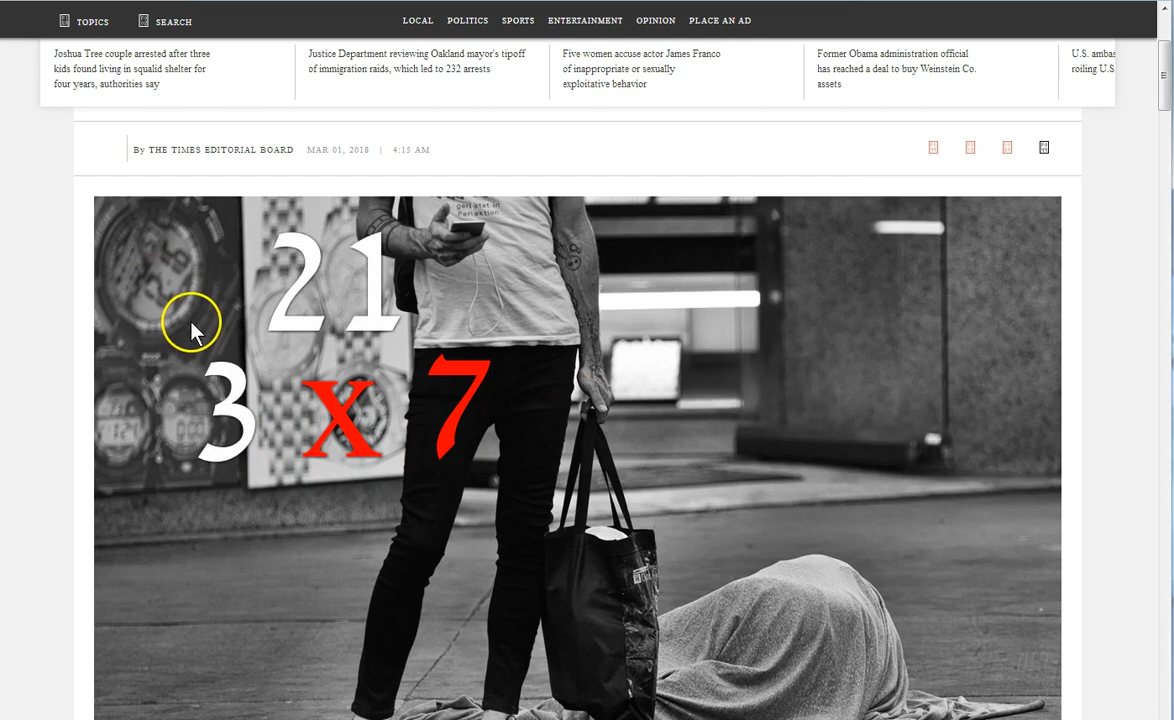 TOPICS SEARCH LOCAL POLITICS SPORTS ENTERTAINMENT OPINION PLACE AN AD
Joshua Tree couple arrested after three
kids found living in squalid shelter for
four years, authorities say
Justice Department reviewing Oakland mayor's tipoff
of immigration raids, which led to 232 arrests
Five women accuse actor James Franco
of inappropriate or sexually
exploitative behavior
Former Obama administration official
has reached a deal to buy Weinstein Co.
assets
U.S.
roiling U.S
By THE TIMES EDITORIAL BOARD MAR 01, 2018 | 4:15 AM
Perfektion
21
3 x 7